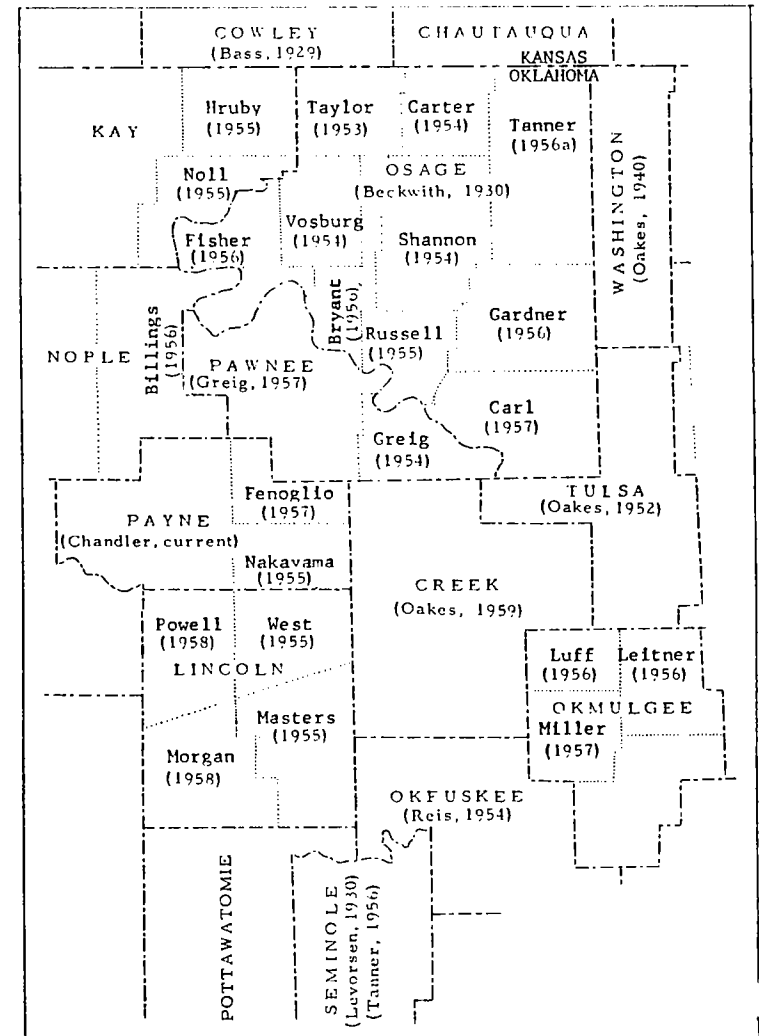 COWLEY
(Bass, 1929)
CHAUTAUQUA
KANSAS
OKLAHOMA
KAY
Hruby
(1955)
Taylor
(1953)
Carter
(1954)
Tanner
(1956a)
WASHINGTON
(Oakes, 1940)
Noll
(1955)
OSAGE
(Beckwith, 1930)
Vosburg
(1954)
Fisher
(1956)
Shannon
(1954)
NOPLE
Billings
(1956)
Bryant
(1956)
Russell
(1955)
Gardner
(1956)
PAWNEE
(Greig, 1957)
Carl
(1957)
Greig
(1954)
Fenoglio
(1957)
TULSA
(Oakes, 1952)
PAYNE
(Chandler, current)
Nakavama
(1955)
CREEK
(Oakes, 1959)
Powell
(1958)
West
(1955)
LINCOLN
Luff
(1956)
Leitner
(1956)
Masters
(1955)
OKMULGEE
Miller
(1957)
Morgan
(1958)
OKFUSKEE
(Reis, 1954)
POTTAWATOMIE
SEMINOLE
(Levorsen, 1930)
(Tanner, 1956)